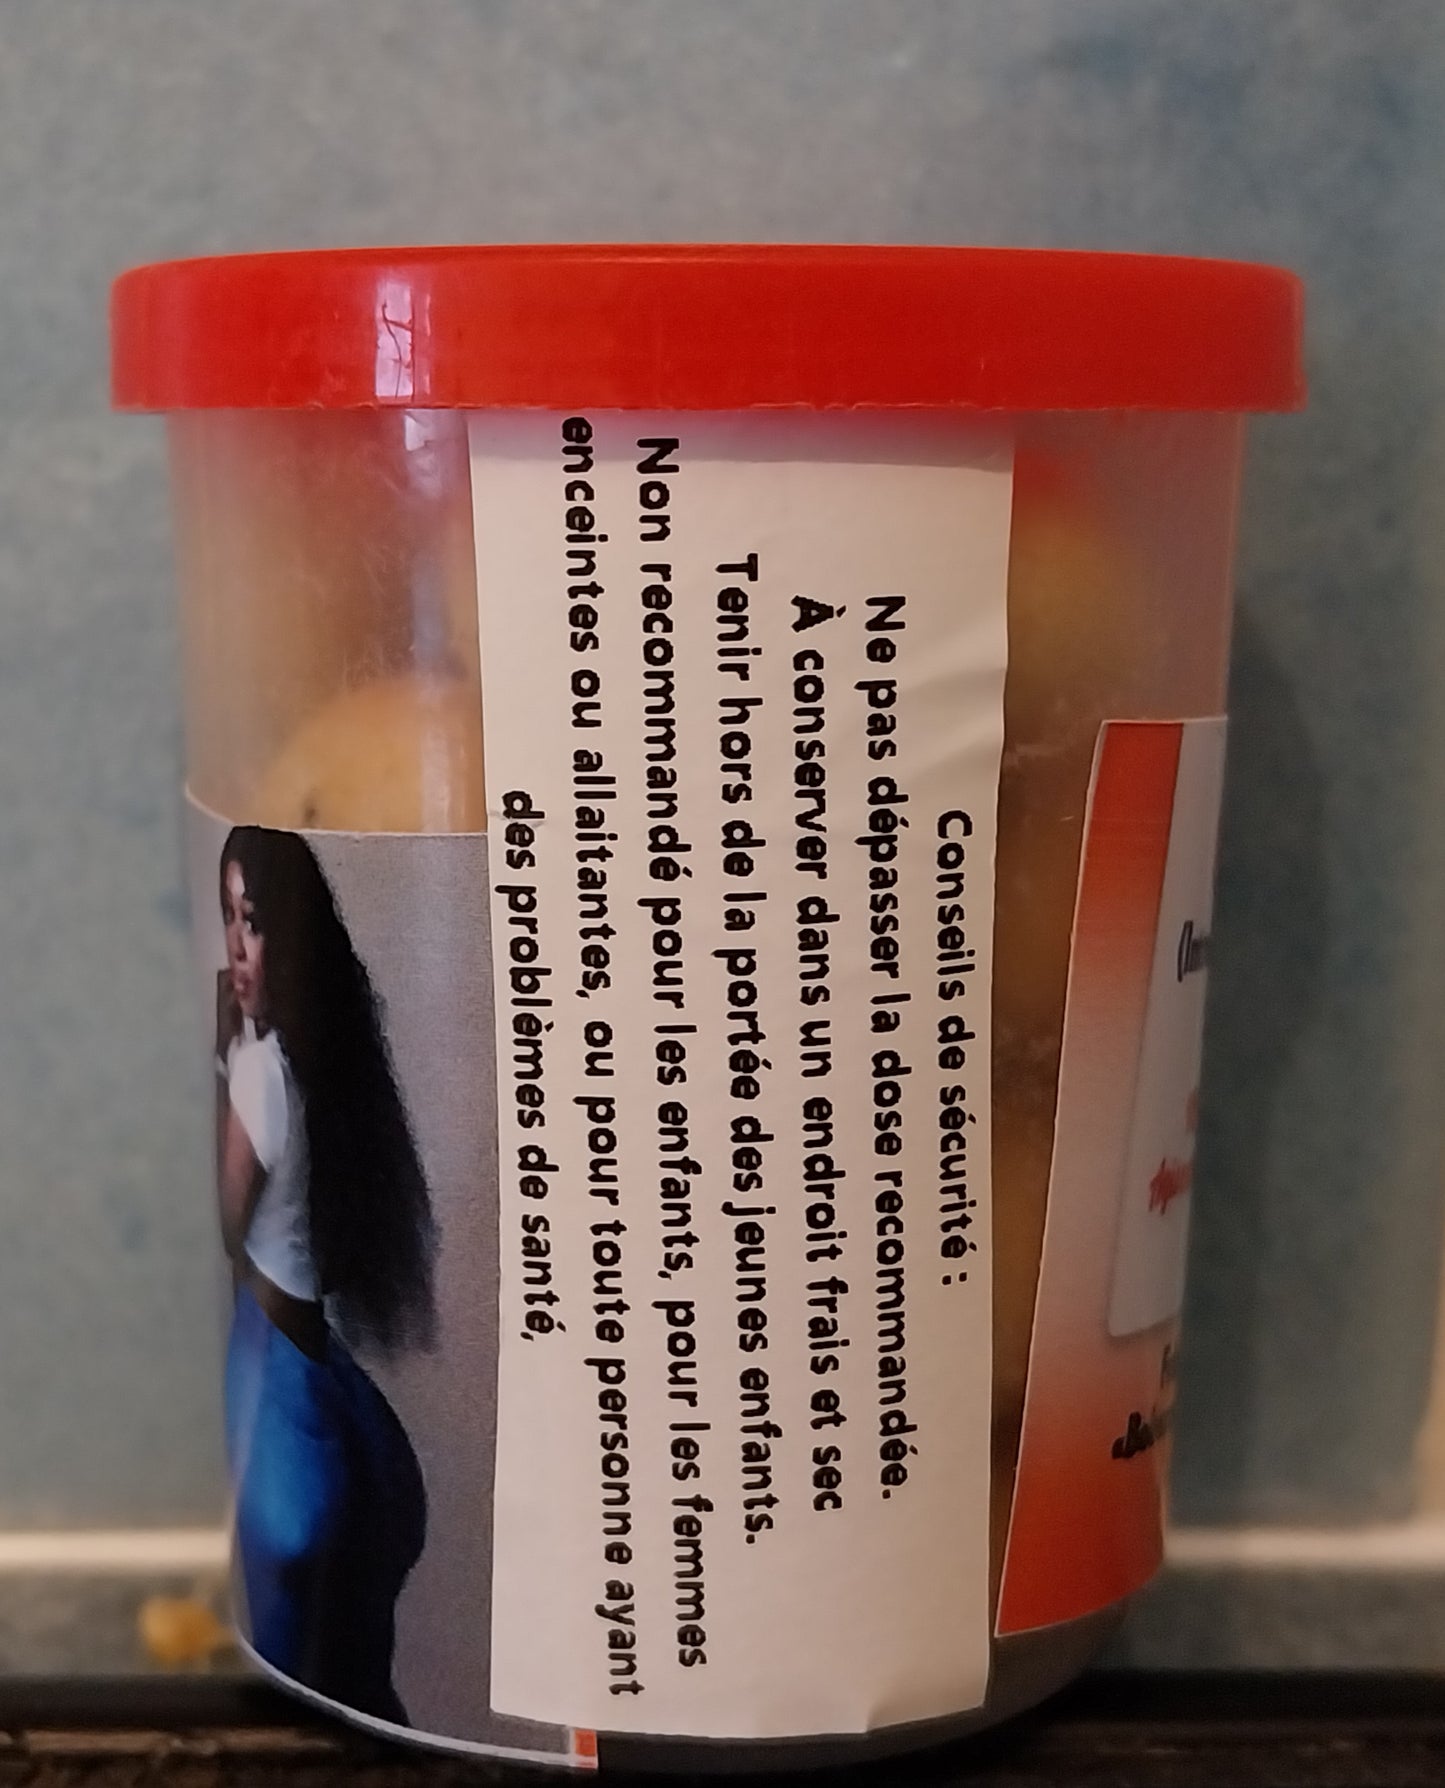 Conseils de sécurité :
Ne pas dépasser la dose recommandée.
À conserver dans un endroit frais et sec
Tenir hors de la portée des jeunes enfants.
Non recommandé pour les enfants, pour les femmes
enceintes ou allaitantes, ou pour toute personne ayant
des problèmes de santé,